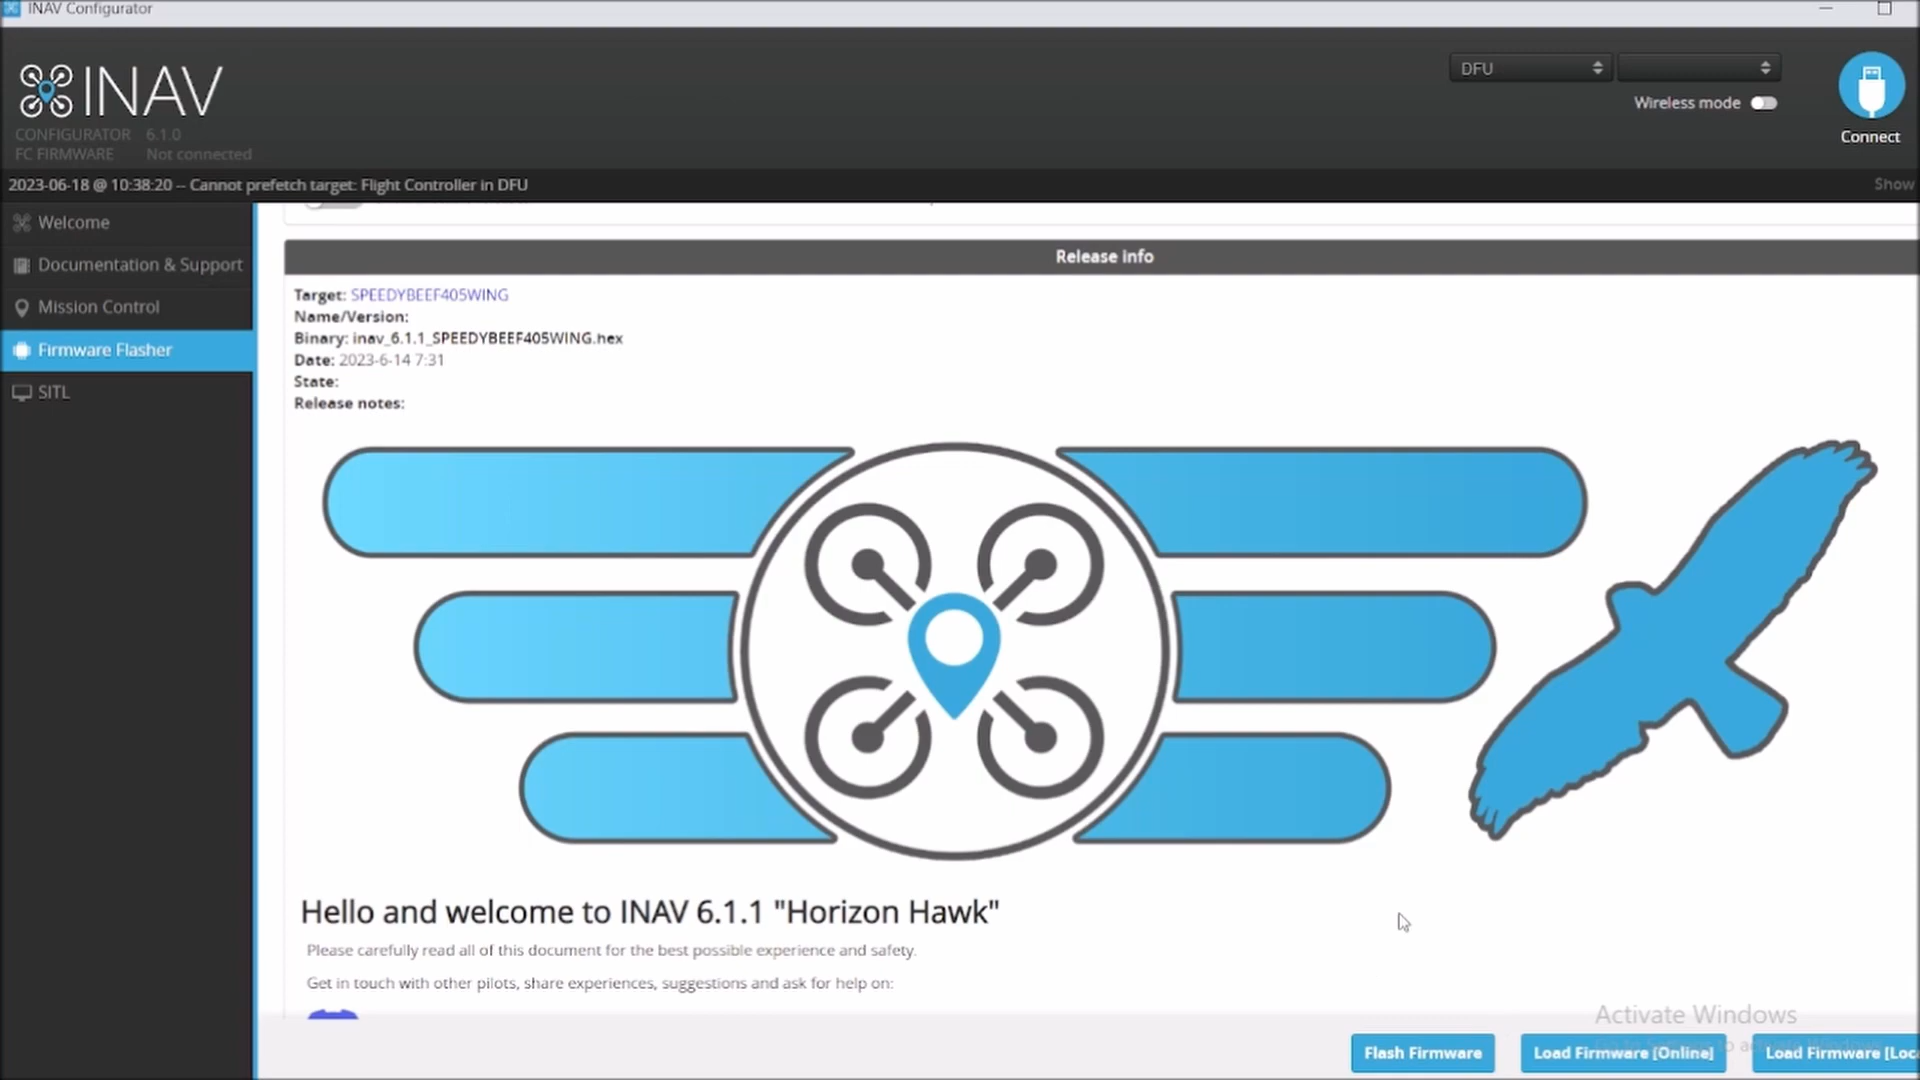 INAV Configurator
INAV
CONFIGURATOR 6.1.0
FC FIRMWARE Not connected
DFU
Wireless mode
Connect
2023-06-18 @ 10:38:20 -- Cannot prefetch target: Flight Controller in DFU
Show
Welcome
Documentation & Support
Mission Control
Firmware Flasher
SITL
Release info
Target: SPEEDYBEEF405WING
Name/Version:
Binary: inav_6.1.1_SPEEDYBEEF405WING.hex
Date: 2023-6-14 7:31
State:
Release notes:
Hello and welcome to INAV 6.1.1 "Horizon Hawk"
Please carefully read all of this document for the best possible experience and safety.
Get in touch with other pilots, share experiences, suggestions and ask for help on:
Activate Windows
Flash Firmware
Load Firmware [Online]
Load Firmware [Loc